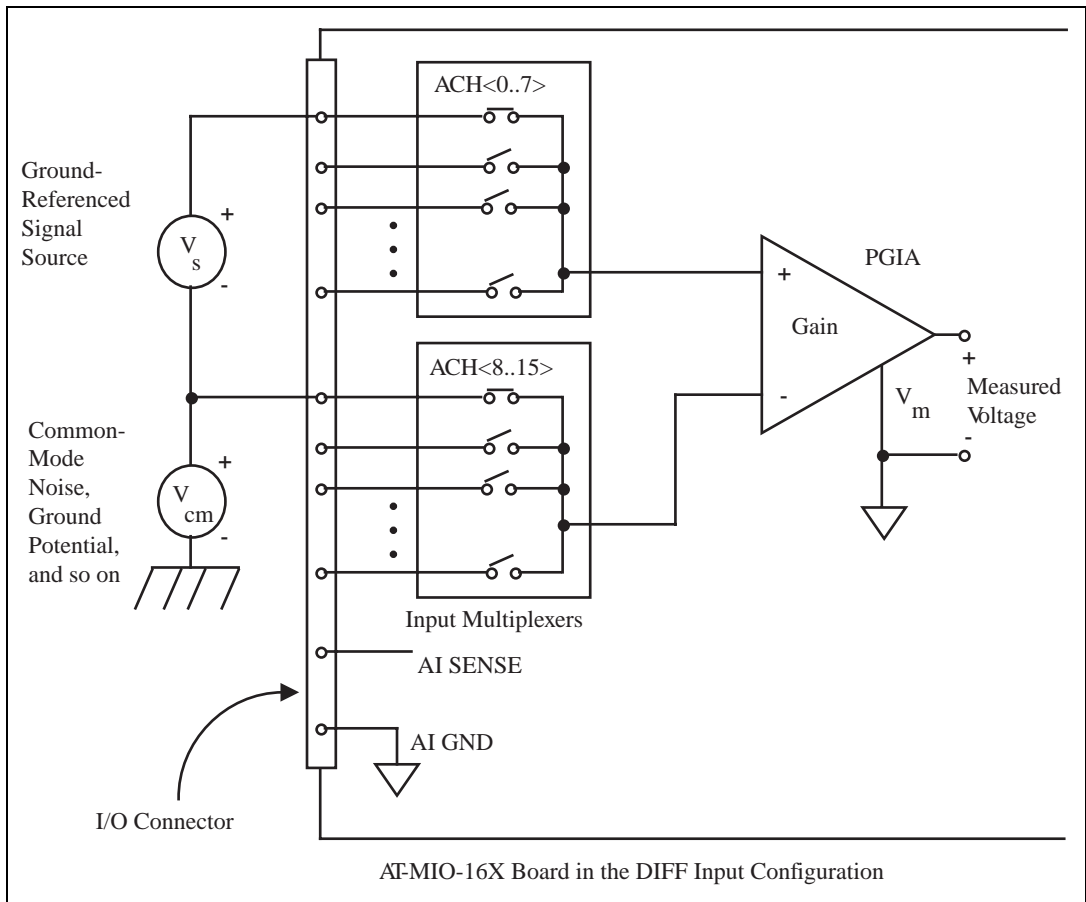 ACH<0..7>
Ground-
Referenced
Signal
Source
+
V
s
-
PGIA
+
Gain
-
+
V
m
Measured
Voltage
-
ACH<8..15>
Common-
Mode
Noise,
Ground
Potential,
and so on
+
V
cm
-
Input Multiplexers
AI SENSE
AI GND
I/O Connector
AT-MIO-16X Board in the DIFF Input Configuration